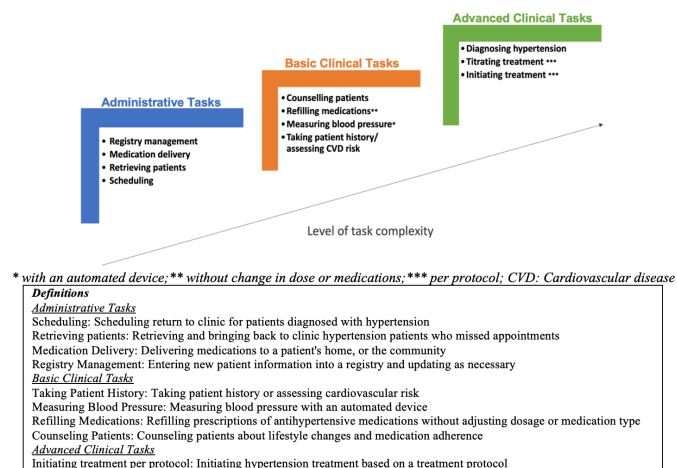 Advanced Clinical Tasks
• Diagnosing hypertension
• Titrating treatment ***
• Initiating treatment ***
Basic Clinical Tasks
• Counselling patients
• Refilling medications**
• Measuring blood pressure*
• Taking patient history/
assessing CVD risk
Administrative Tasks
• Registry management
• Medication delivery
• Retrieving patients
• Scheduling
Level of task complexity
* with an automated device;** without change in dose or medications;*** per protocol; CVD: Cardiovascular disease
Definitions
Administrative Tasks
Scheduling: Scheduling return to clinic for patients diagnosed with hypertension
Retrieving patients: Retrieving and bringing back to clinic hypertension patients who missed appointments
Medication Delivery: Delivering medications to a patient's home, or the community
Registry Management: Entering new patient information into a registry and updating as necessary
Basic Clinical Tasks
Taking Patient History: Taking patient history or assessing cardiovascular risk
Measuring Blood Pressure: Measuring blood pressure with an automated device
Refilling Medications: Refilling prescriptions of antihypertensive medications without adjusting dosage or medication type
Counseling Patients: Counseling patients about lifestyle changes and medication adherence
Advanced Clinical Tasks
Initiating treatment per protocol: Initiating hypertension treatment based on a treatment protocol